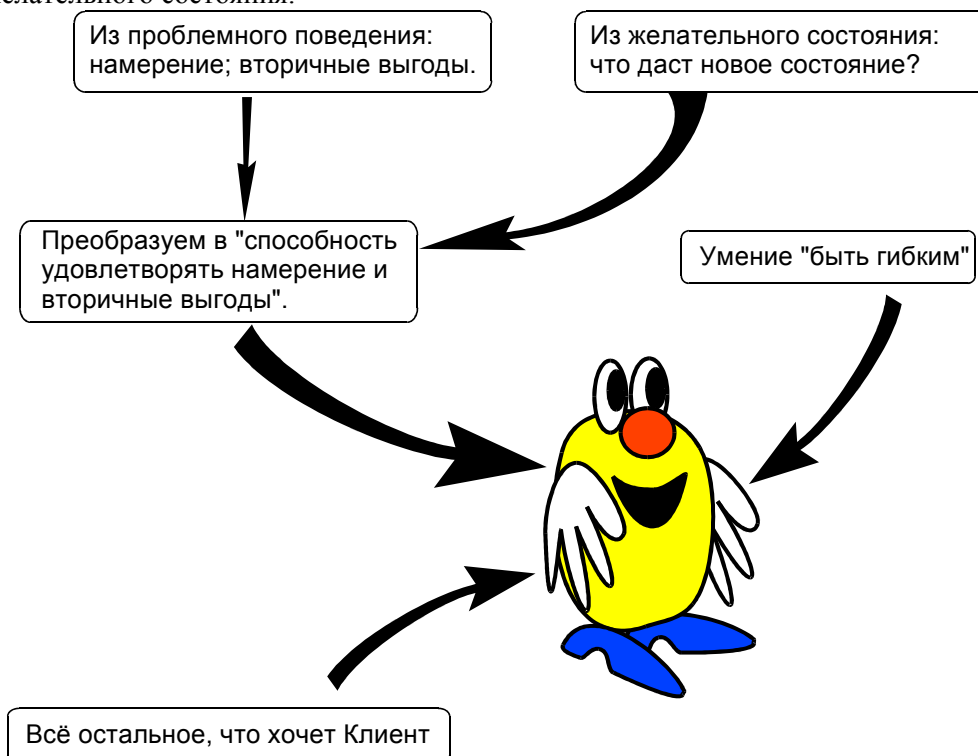 состояния.
Из проблемного поведения:
намерение; вторичные выгоды.
Из желательного состояния:
что даст новое состояние?
Преобразуем в "способность
удовлетворять намерение и
вторичные выгоды".
Умение "быть гибким"
Всё остальное, что хочет Клиент